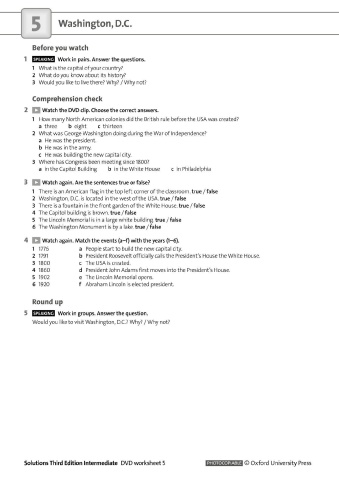 5 Washington, D.C.
Before you watch
1 SPEAKING Work in pairs. Answer the questions.
1 What is the capital of your country?
2 What do you know about its history?
3 Would you like to live there? Why? / Why not?
Comprehension check
2 Watch the DVD clip. Choose the correct answers.
1 How many North American colonies did the British rule before the USA was created?
a three b eight c thirteen
2 What was George Washington doing during the War of Independence?
a He was the president.
b He was in the army.
c He was building the new capital city.
3 Where has Congress been meeting since 1800?
a in the Capitol Building b in the White House c in Philadelphia
3 Watch again. Are the sentences true or false?
1 There is an American flag in the top left corner of the classroom. true / false
2 Washington, D.C. is located in the west of the USA. true / false
3 There is a fountain in the front garden of the White House. true / false
4 The Capitol building is brown. true / false
5 The Lincoln Memorial is in a large white building. true / false
6 The Washington Monument is by a lake. true / false
4 Watch again. Match the events (a–f) with the years (1–6).
1 1775 a People start to build the new capital city.
2 1791 b President Roosevelt officially calls the President's House the White House.
3 1800 c The USA is created.
4 1860 d President John Adams first moves into the President's House.
5 1902 e The Lincoln Memorial opens.
6 1920 f Abraham Lincoln is elected president.
Round up
5 SPEAKING Work in groups. Answer the question.
Would you like to visit Washington, D.C.? Why? / Why not?
Solutions Third Edition Intermediate DVD worksheet 5 PHOTOCOPIABLE © Oxford University Press